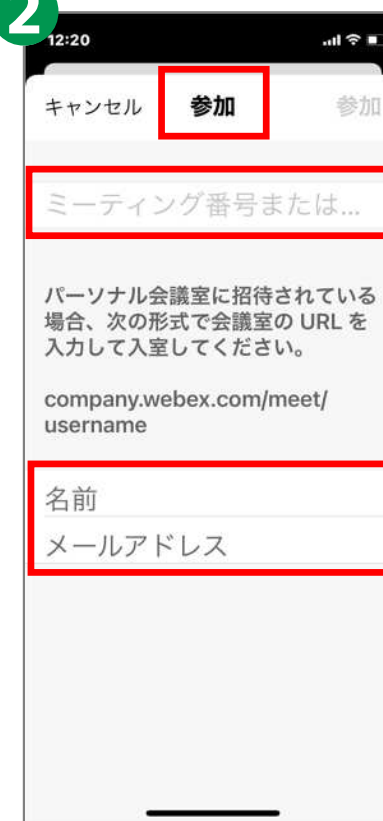 2
12:20
キャンセル 参加 参加
ミーティング番号または...
パーソナル会議室に招待されている
場合、次の形式で会議室の URL を
入力して入室してください。
company.webex.com/meet/
username
名前
メールアドレス